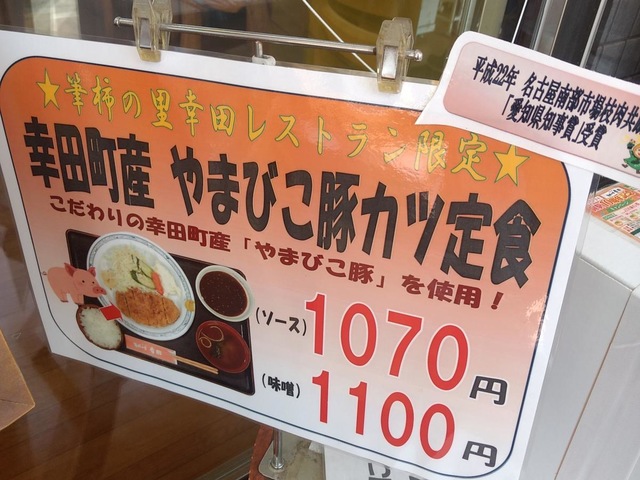 ★筆柿の里幸田レストラン限定★
幸田町産 やまびこ豚カツ定食
こだわりの幸田町産「やまびこ豚」を使用!
(ソース) 1070円
(味噌) 1100円
平成22年 名古屋南部市場枝肉
「愛知県知事賞」受賞